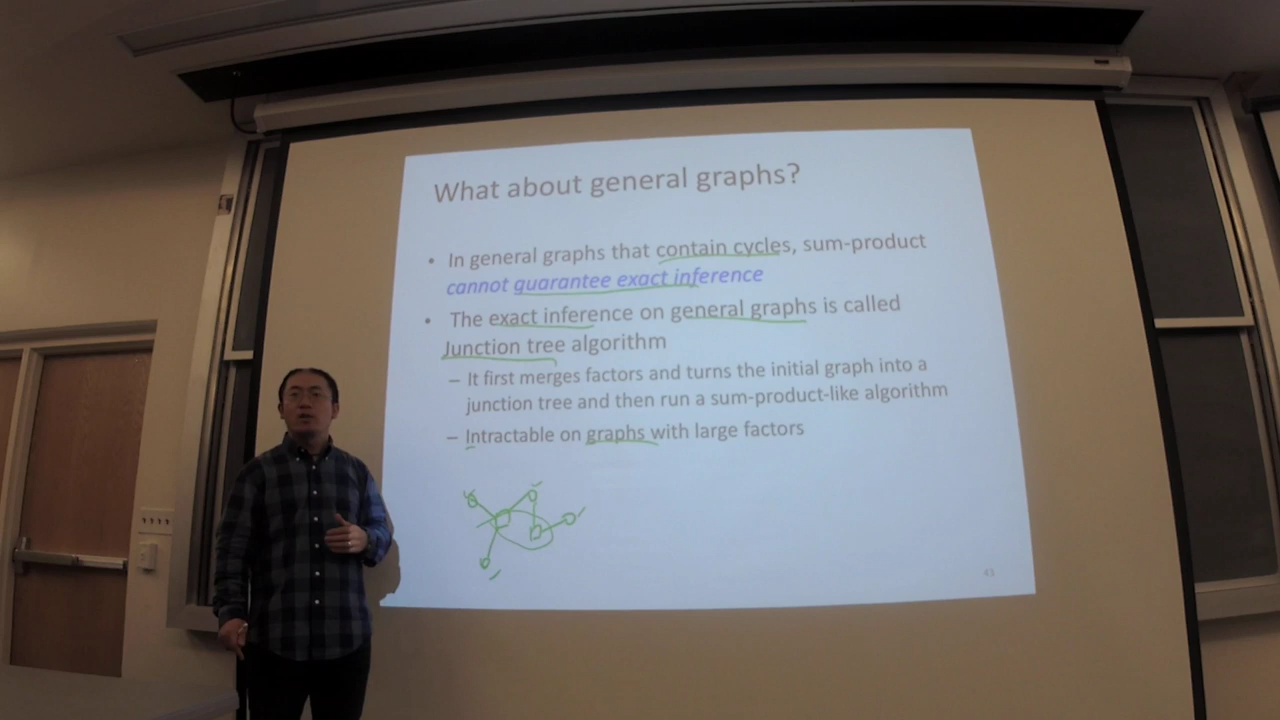 What about general graphs?
• In general graphs that contain cycles, sum-product
cannot guarantee exact inference
• The exact inference on general graphs is called
Junction tree algorithm
– It first merges factors and turns the initial graph into a
junction tree and then run a sum-product-like algorithm
– Intractable on graphs with large factors
43